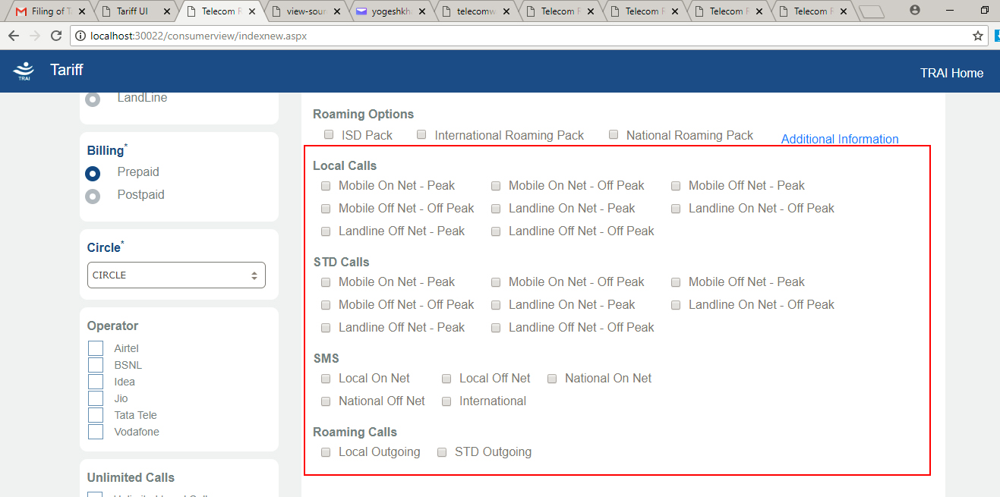 Filing of T
Tariff UI
Telecom R
view-sour
yogeshkh
telecomw
Telecom R
Telecom R
Telecom R
Telecom R
localhost:30022/consumerview/indexnew.aspx
TRAI
Tariff
TRAI Home
LandLine
Billing*
Prepaid
Postpaid
Circle*
CIRCLE
Operator
Airtel
BSNL
Idea
Jio
Tata Tele
Vodafone
Unlimited Calls
Roaming Options
ISD Pack International Roaming Pack National Roaming Pack Additional Information
Local Calls
Mobile On Net - Peak Mobile On Net - Off Peak Mobile Off Net - Peak
Mobile Off Net - Off Peak Landline On Net - Peak Landline On Net - Off Peak
Landline Off Net - Peak Landline Off Net - Off Peak
STD Calls
Mobile On Net - Peak Mobile On Net - Off Peak Mobile Off Net - Peak
Mobile Off Net - Off Peak Landline On Net - Peak Landline On Net - Off Peak
Landline Off Net - Peak Landline Off Net - Off Peak
SMS
Local On Net Local Off Net National On Net
National Off Net International
Roaming Calls
Local Outgoing STD Outgoing